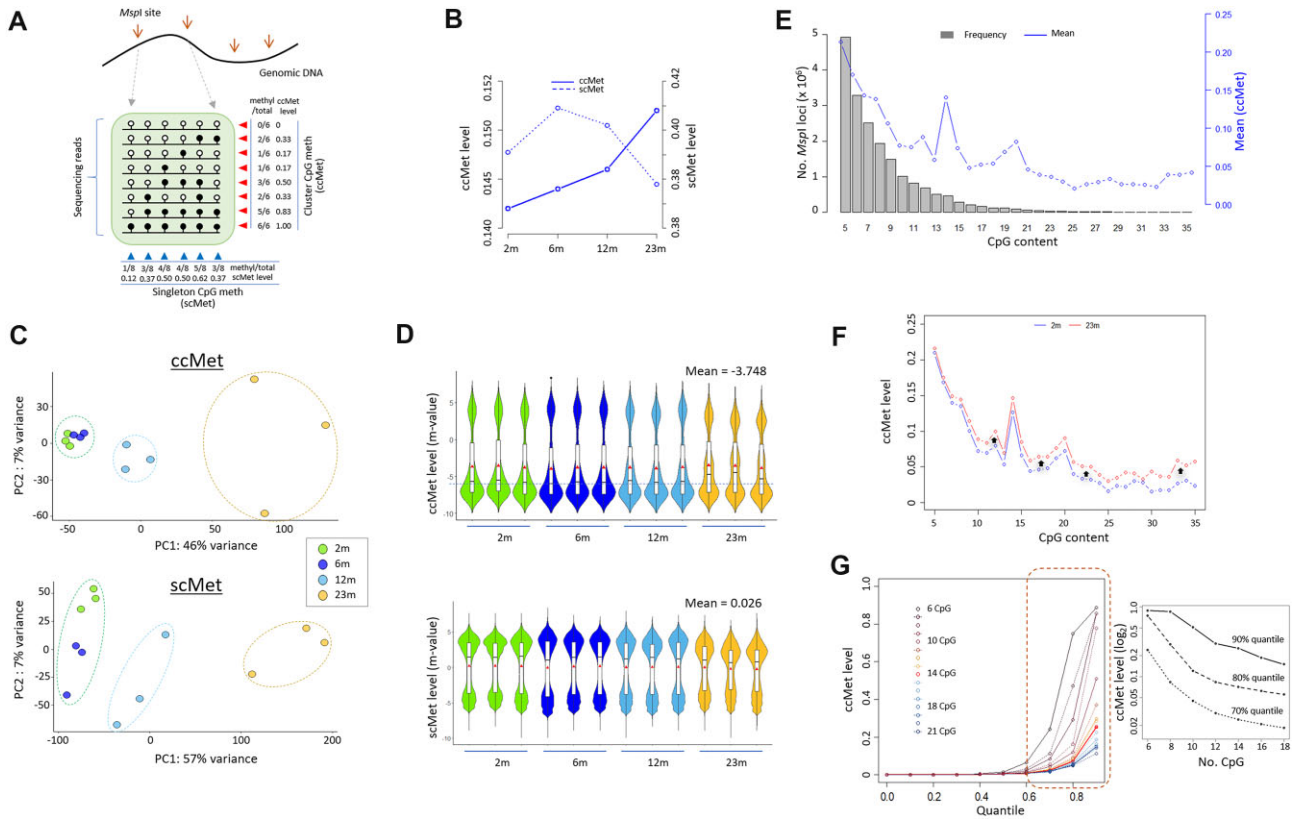 A
MspI site
Genomic DNA
methyl ccMet
/total level
0/6 0
2/6 0.33
1/6 0.17
1/6 0.17
3/6 0.50
2/6 0.33
5/6 0.83
6/6 1.00
Sequencing reads
Cluster CpG meth
(ccMet)
1/8 3/8 4/8 4/8 5/8 3/8 methyl/total
0.12 0.37 0.50 0.50 0.62 0.37 scMet level
Singleton CpG meth
(scMet)
B
ccMet
scMet
0.152
0.150
0.145
0.140
ccMet level
0.42
0.40
0.38
0.38
scMet level
2m 6m 12m 23m
C
ccMet
30
0
-30
-60
PC2 : 7% variance
-50 0 50 100
PC1: 46% variance
2m
6m
12m
23m
scMet
50
25
0
-25
-50
PC2 : 7% variance
-100 0 100 200
PC1: 57% variance
D
Mean = -3.748
5
0
-5
-10
ccMet level (m-value)
2m 6m 12m 23m
Mean = 0.026
5
0
-5
-10
scMet level (m-value)
2m 6m 12m 23m
E
Frequency Mean
5
4
3
2
1
0
No. MspI loci (x 10⁶)
0.25
0.20
0.15
0.10
0.05
0.00
Mean (ccMet)
5 7 9 11 13 15 17 19 21 23 25 27 29 31 33 35
CpG content
F
2m 23m
0.25
0.2
0.15
0.1
0.05
0
ccMet level
5 10 15 20 25 30 35
CpG content
G
1.0
0.8
0.6
0.4
0.2
0
ccMet level
6 CpG
10 CpG
14 CpG
18 CpG
21 CpG
0.0 0.2 0.4 0.6 0.8
Quantile
1.0
0.5
0.2
0.1
0.05
0.02
ccMet level (log₂)
90% quantile
80% quantile
70% quantile
6 8 10 12 14 16 18
No. CpG